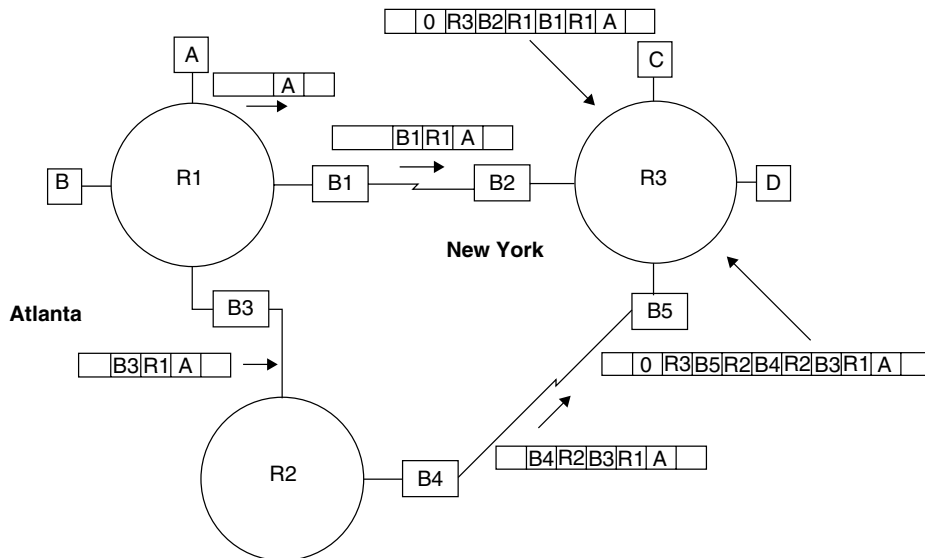 0 R3 B2 R1 B1 R1 A
A
C
A
B1 R1 A
B
R1
B1
B2
R3
D
New York
Atlanta
B3
B5
B3 R1 A
0 R3 B5 R2 B4 R2 B3 R1 A
B4 R2 B3 R1 A
R2
B4